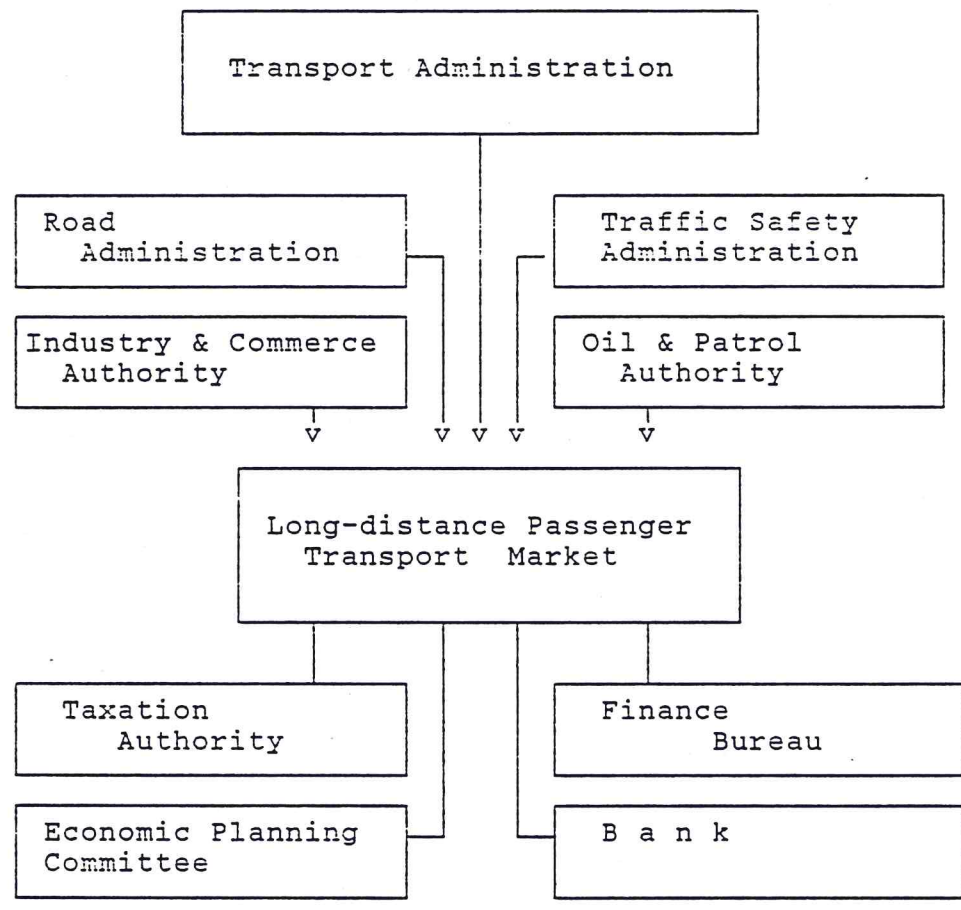 Transport Administration
Road
Administration
Traffic Safety
Administration
Industry & Commerce
Authority
Oil & Patrol
Authority
v v v v v
Long-distance Passenger
Transport Market
Taxation
Authority
Finance
Bureau
Economic Planning
Committee
B a n k